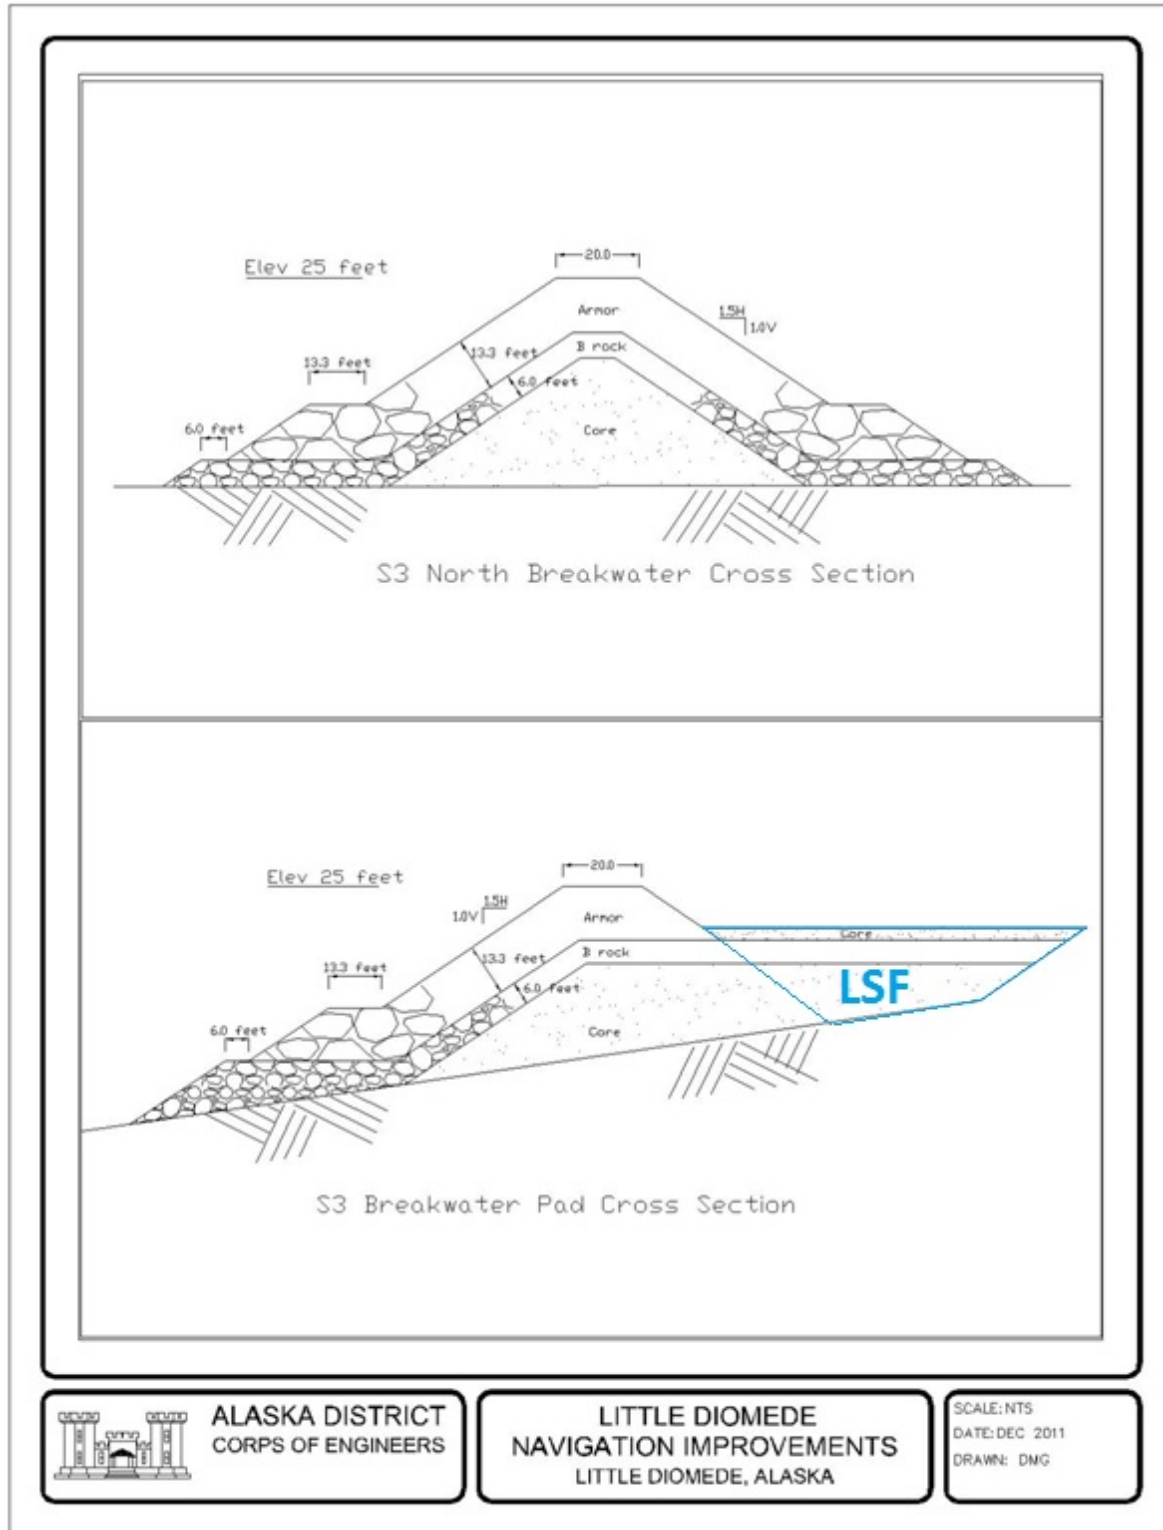 20.0
Elev 25 feet
Armor
1.5H
1.0V
B rock
13.3 feet
13.3 feet
6.0 feet
Core
6.0 feet
S3 North Breakwater Cross Section
20.0
Elev 25 feet
1.5H
1.0V
Armor
Core
B rock
13.3 feet
13.3 feet
LSF
6.0 feet
6.0 feet
Core
S3 Breakwater Pad Cross Section
ALASKA DISTRICT
CORPS OF ENGINEERS
LITTLE DIOMEDE
NAVIGATION IMPROVEMENTS
LITTLE DIOMEDE, ALASKA
SCALE: NTS
DATE: DEC 2011
DRAWN: DMG